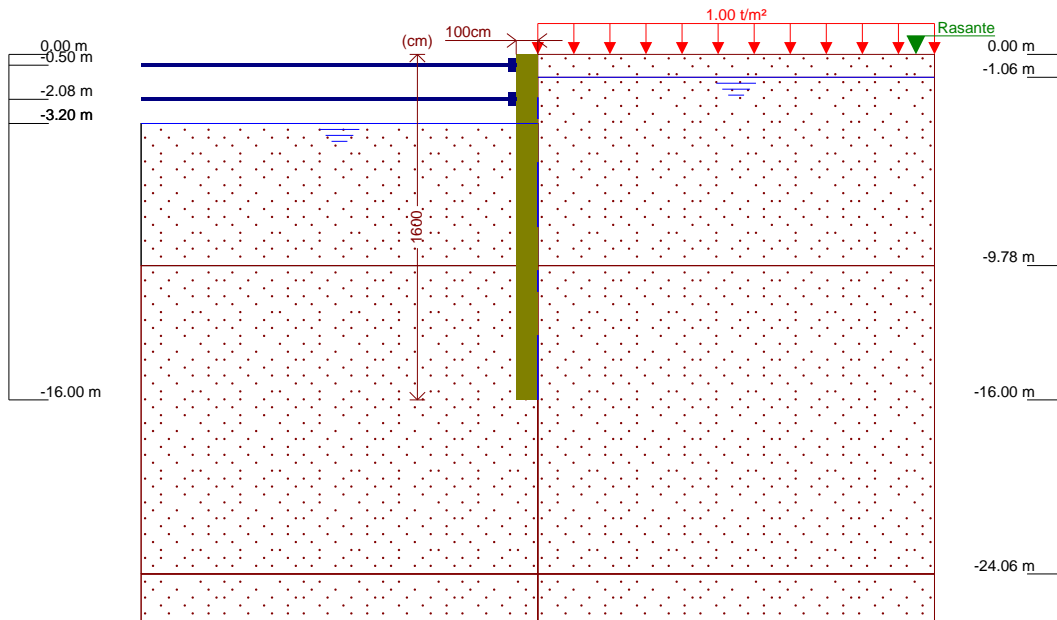 1.00 t/m²
Rasante
100cm
(cm)
0.00 m
-0.50 m
-2.08 m
-3.20 m
-16.00 m
1600
0.00 m
-1.06 m
-9.78 m
-16.00 m
-24.06 m